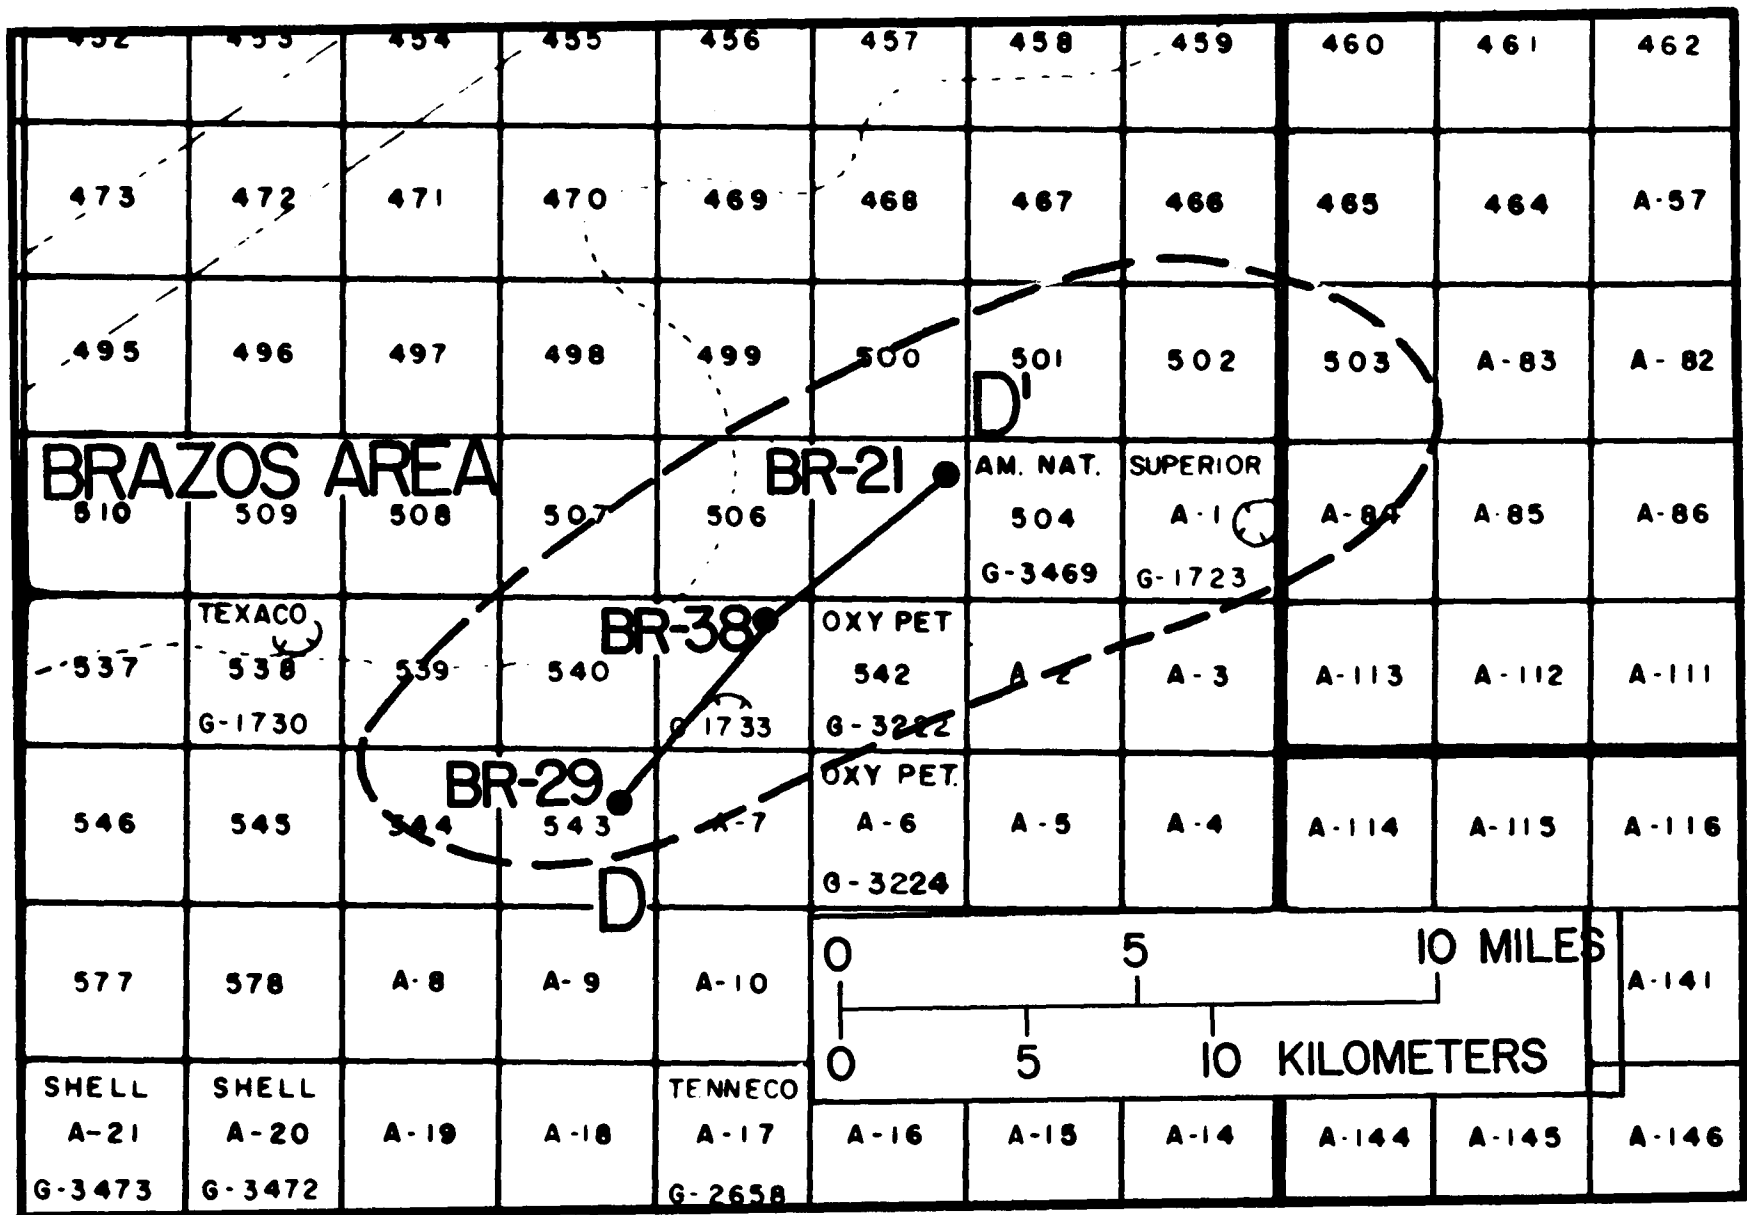 452 453 454 455 456 457 458 459 460 461 462
473 472 471 470 469 468 467 466 465 464 A-57
495 496 497 498 499 500 501 502 503 A-83 A-82
D'
BRAZOS AREA BR-21 AM. NAT. SUPERIOR
510 509 508 507 506 504 A-1 A-84 A-85 A-86
G-3469 G-1723
TEXACO BR-38 OXY PET
537 538 539 540 542 A-2 A-3 A-113 A-112 A-111
G-1730 G-1733 G-3222
BR-29 OXY PET.
546 545 544 543 A-7 A-6 A-5 A-4 A-114 A-115 A-116
G-3224
D
0 5 10 MILES
577 578 A-8 A-9 A-10 A-141
0 5 10 KILOMETERS
SHELL SHELL TENNECO
A-21 A-20 A-19 A-18 A-17 A-16 A-15 A-14 A-144 A-145 A-146
G-3473 G-3472 G-2658